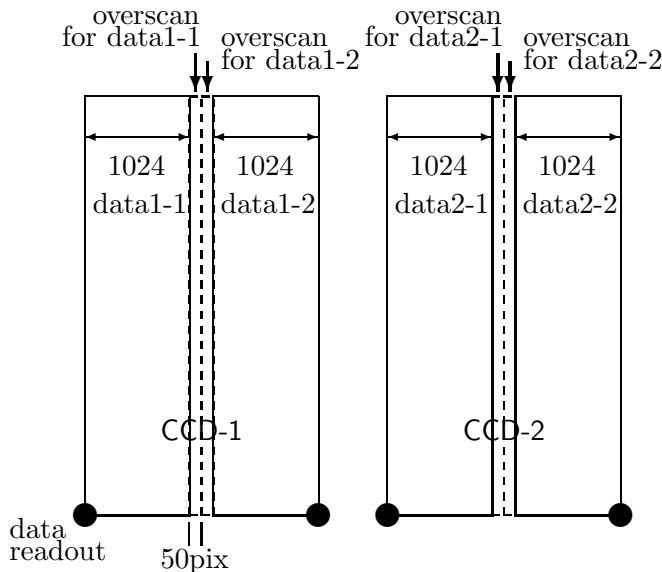 overscan
for data1-1
overscan
for data1-2
overscan
for data2-1
overscan
for data2-2
1024
data1-1
1024
data1-2
1024
data2-1
1024
data2-2
CCD-1
CCD-2
data
readout
50pix